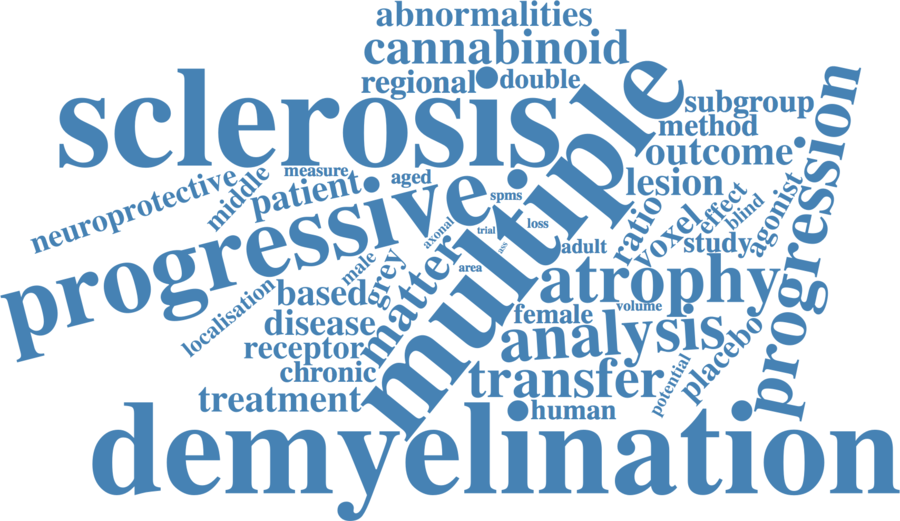 abnormalities
cannabinoid
regional
double
sclerosis
multiple
subgroup
method
outcome
progression
measure
aged
patient
middle
neuroprotective
progressive
spms
lesion
effect
blind
agonist
ratio
voxel
study
axonal
trial
loss
ass
adult
male
grey
matter
area
localisation
based
atrophy
volume
female
disease
analysis
placebo
receptor
chronic
transfer
potential
treatment
human
demyelination